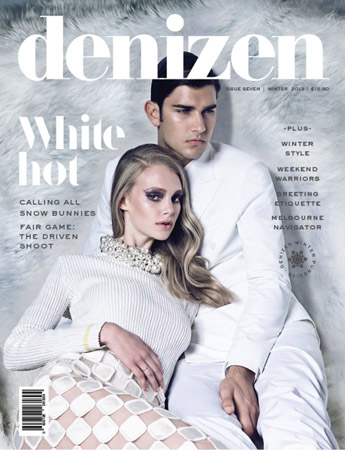 denizen
ISSUE SEVEN | WINTER 2013 | $12.90
White
hot
CALLING ALL
SNOW BUNNIES
FAIR GAME:
THE DRIVEN
SHOOT
-PLUS-
WINTER
STYLE
WEEKEND
WARRIORS
GREETING
ETIQUETTE
MELBOURNE
NAVIGATOR